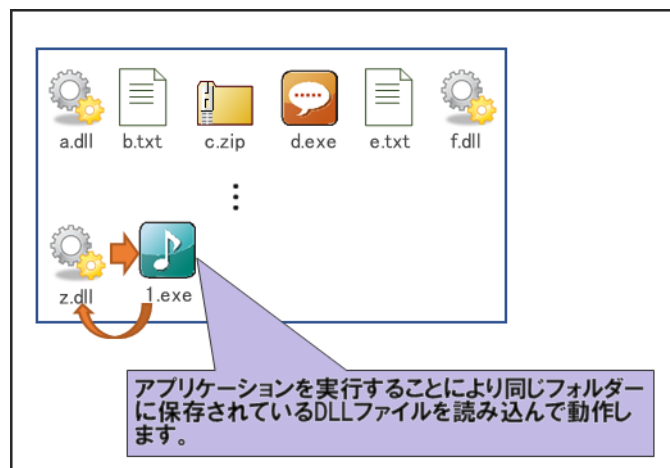 a.dll b.txt c.zip d.exe e.txt f.dll
z.dll 1.exe
アプリケーションを実行することにより同じフォルダー
に保存されているDLLファイルを読み込んで動作し
ます。